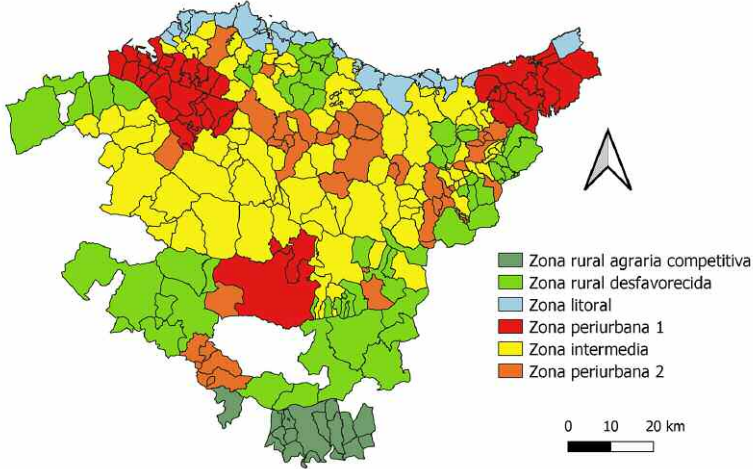 Zona rural agraria competitiva
Zona rural desfavorecida
Zona litoral
Zona periurbana 1
Zona intermedia
Zona periurbana 2
0 10 20 km